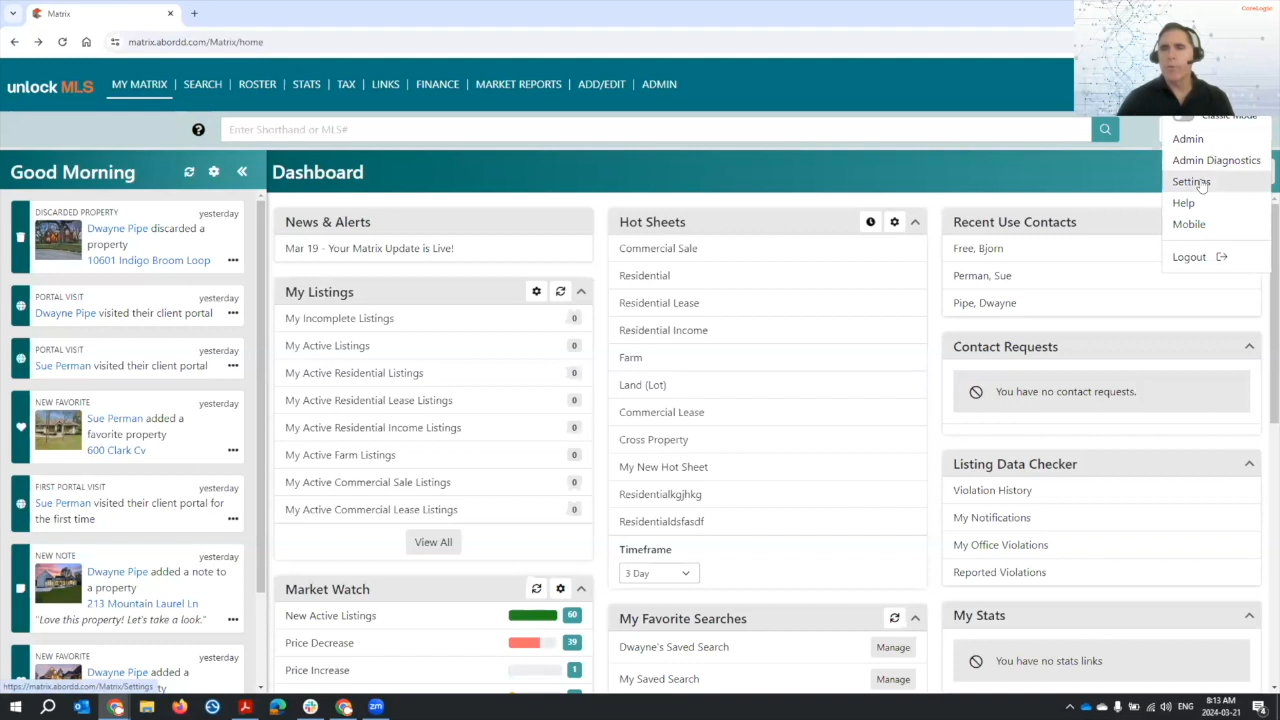 Matrix
matrix.abordd.com/Matrix/home
CoreLogic
unlock MLS
MY MATRIX | SEARCH | ROSTER | STATS | TAX | LINKS | FINANCE | MARKET REPORTS | ADD/EDIT | ADMIN
Enter Shorthand or MLS#
Classic Mode
Admin
Admin Diagnostics
Settings
Help
Mobile
Logout
Good Morning
DISCARDED PROPERTY yesterday
Dwayne Pipe discarded a
property
10601 Indigo Broom Loop
PORTAL VISIT yesterday
Dwayne Pipe visited their client portal
PORTAL VISIT yesterday
Sue Perman visited their client portal
NEW FAVORITE yesterday
Sue Perman added a
favorite property
600 Clark Cv
FIRST PORTAL VISIT yesterday
Sue Perman visited their client portal for
the first time
NEW NOTE yesterday
Dwayne Pipe added a note to
a property
213 Mountain Laurel Ln
"Love this property! Let's take a look."
NEW FAVORITE yesterday
Dwayne Pipe added a
https://matrix.abordd.com/Matrix/Settings
Dashboard
News & Alerts
Mar 19 - Your Matrix Update is Live!
My Listings
My Incomplete Listings 0
My Active Listings 0
My Active Residential Listings 0
My Active Residential Lease Listings 0
My Active Residential Income Listings 0
My Active Farm Listings 0
My Active Commercial Sale Listings 0
My Active Commercial Lease Listings 0
View All
Market Watch
New Active Listings 60
Price Decrease 39
Price Increase 1
Hot Sheets
Commercial Sale
Residential
Residential Lease
Residential Income
Farm
Land (Lot)
Commercial Lease
Cross Property
My New Hot Sheet
Residentialkgjhkg
Residentialdsfasdf
Timeframe
3 Day
My Favorite Searches
Dwayne's Saved Search Manage
My Saved Search Manage
Recent Use Contacts
Free, Bjorn
Perman, Sue
Pipe, Dwayne
Contact Requests
You have no contact requests.
Listing Data Checker
Violation History
My Notifications
My Office Violations
Reported Violations
My Stats
You have no stats links
ENG
8:13 AM
2024-03-21
4